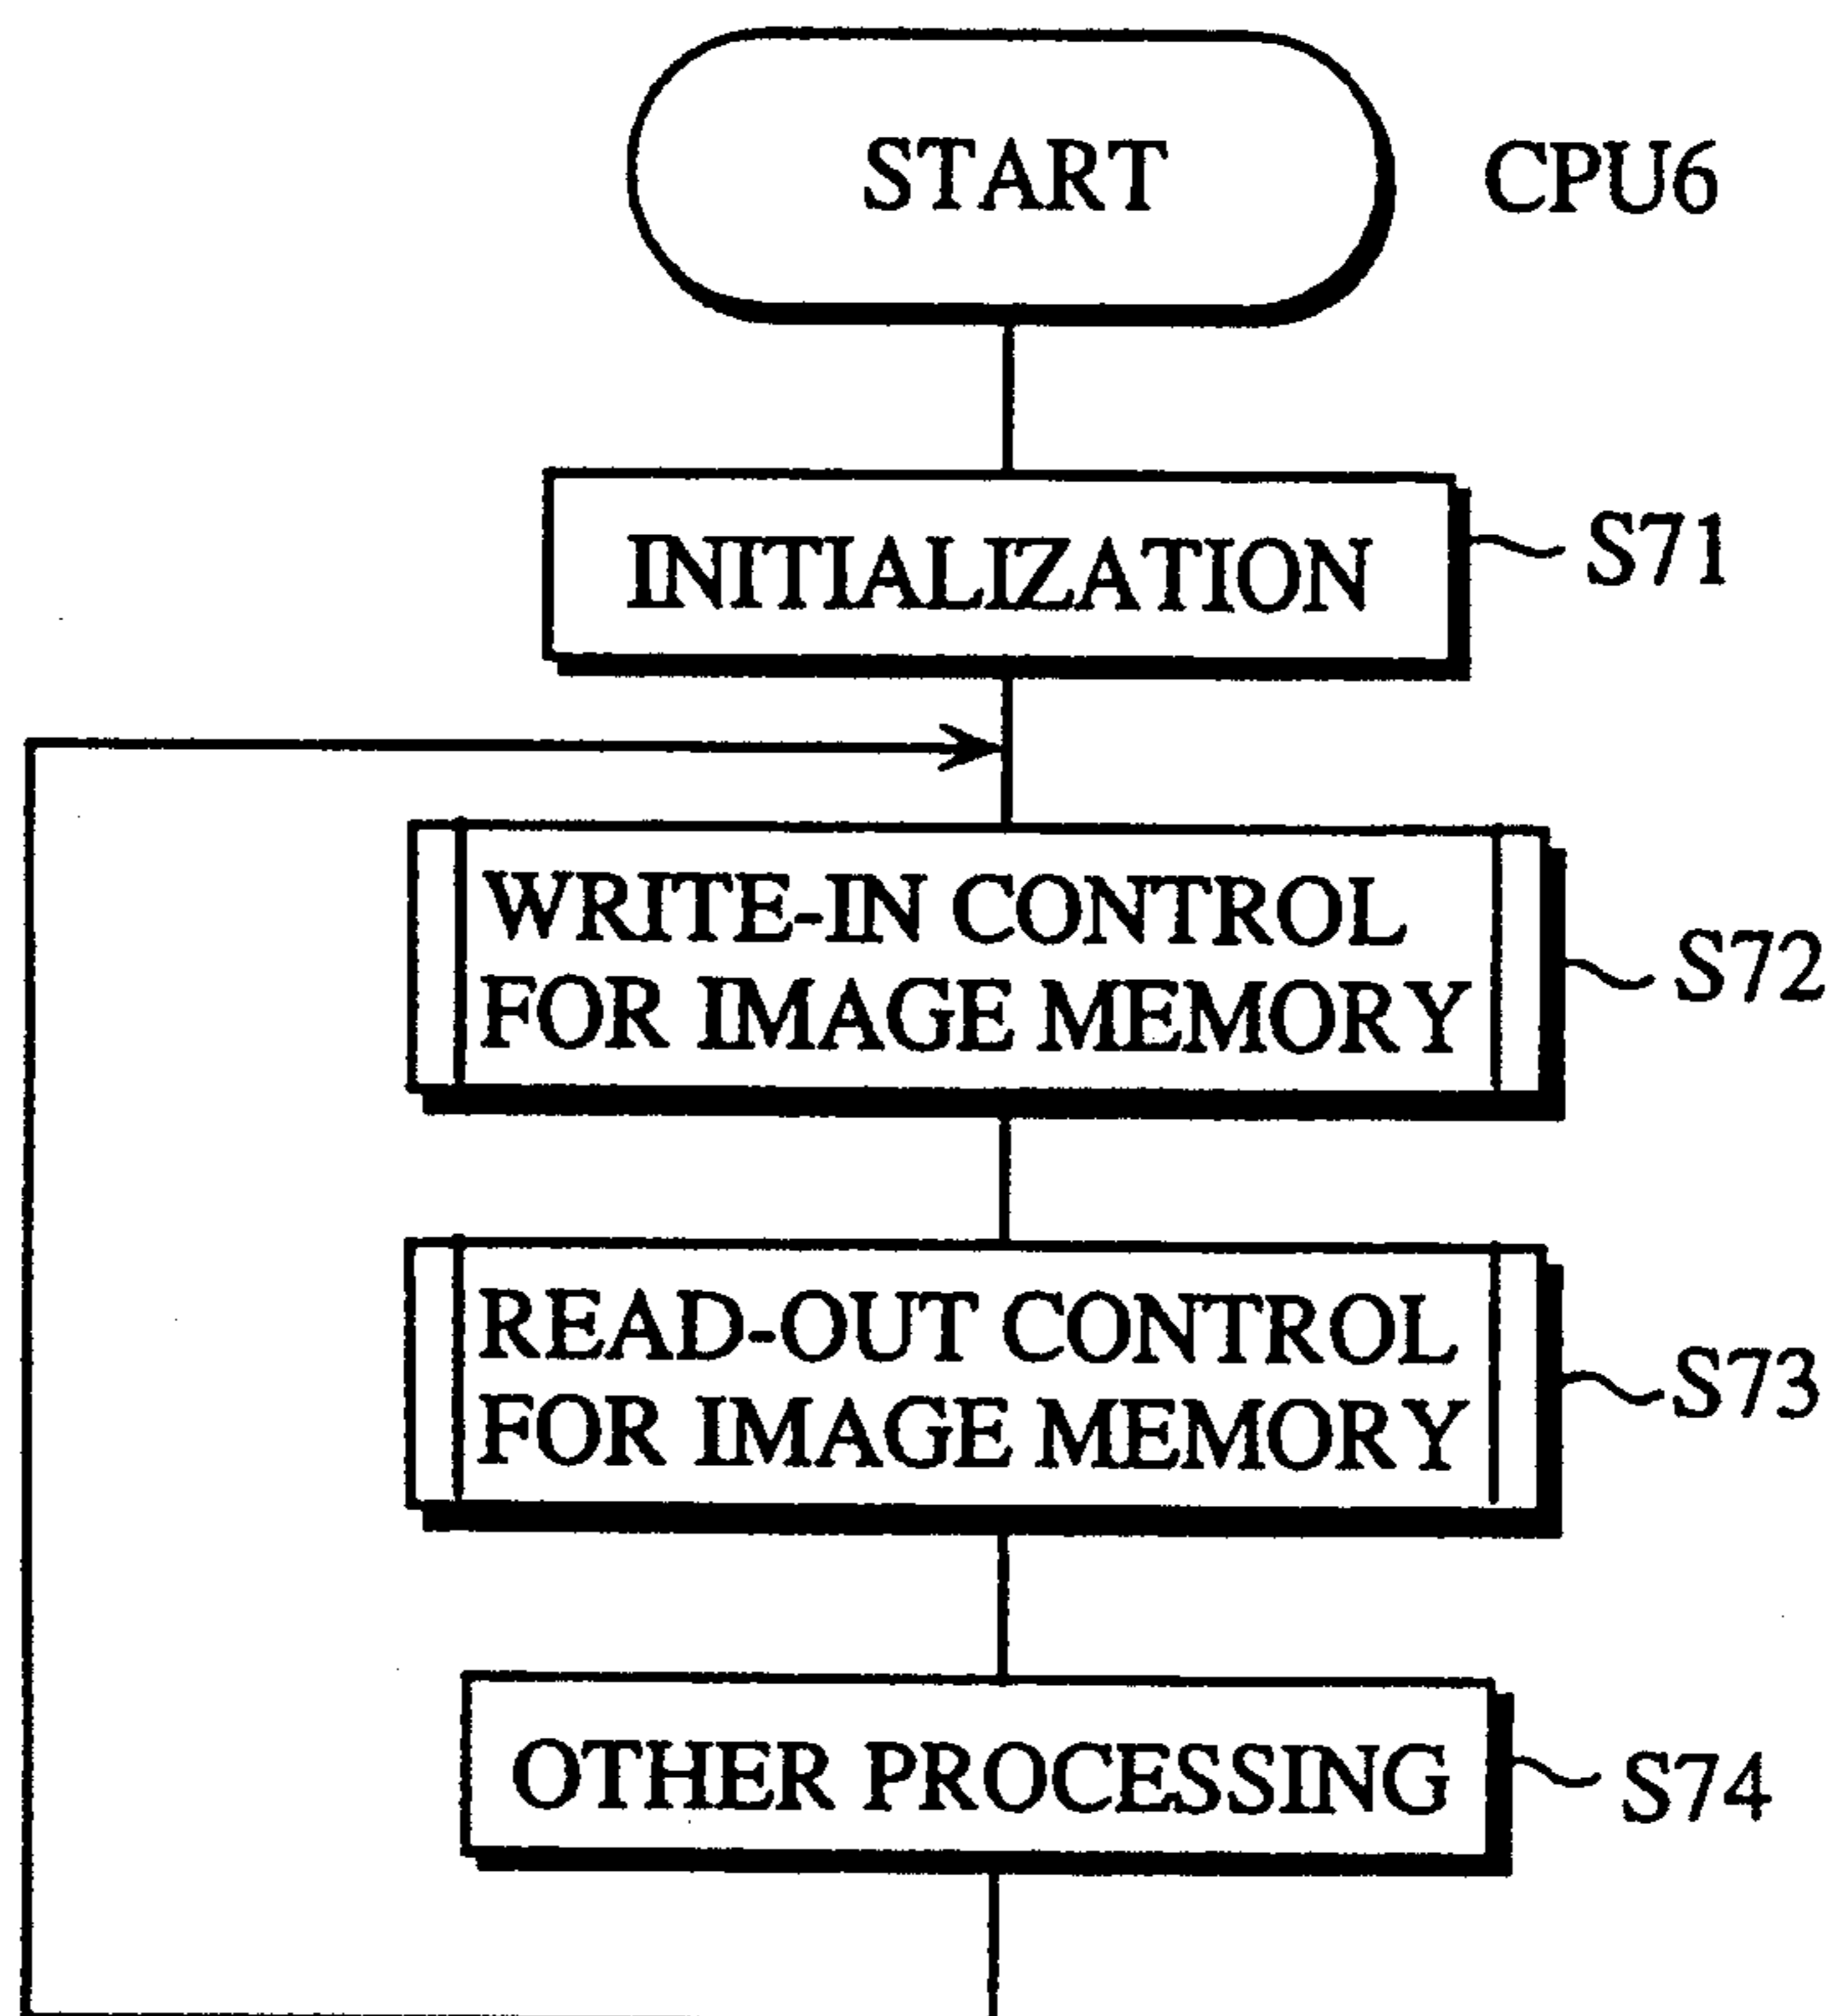 START
CPU6
INITIALIZATION
S71
WRITE-IN CONTROL
FOR IMAGE MEMORY
S72
READ-OUT CONTROL
FOR IMAGE MEMORY
S73
OTHER PROCESSING
S74